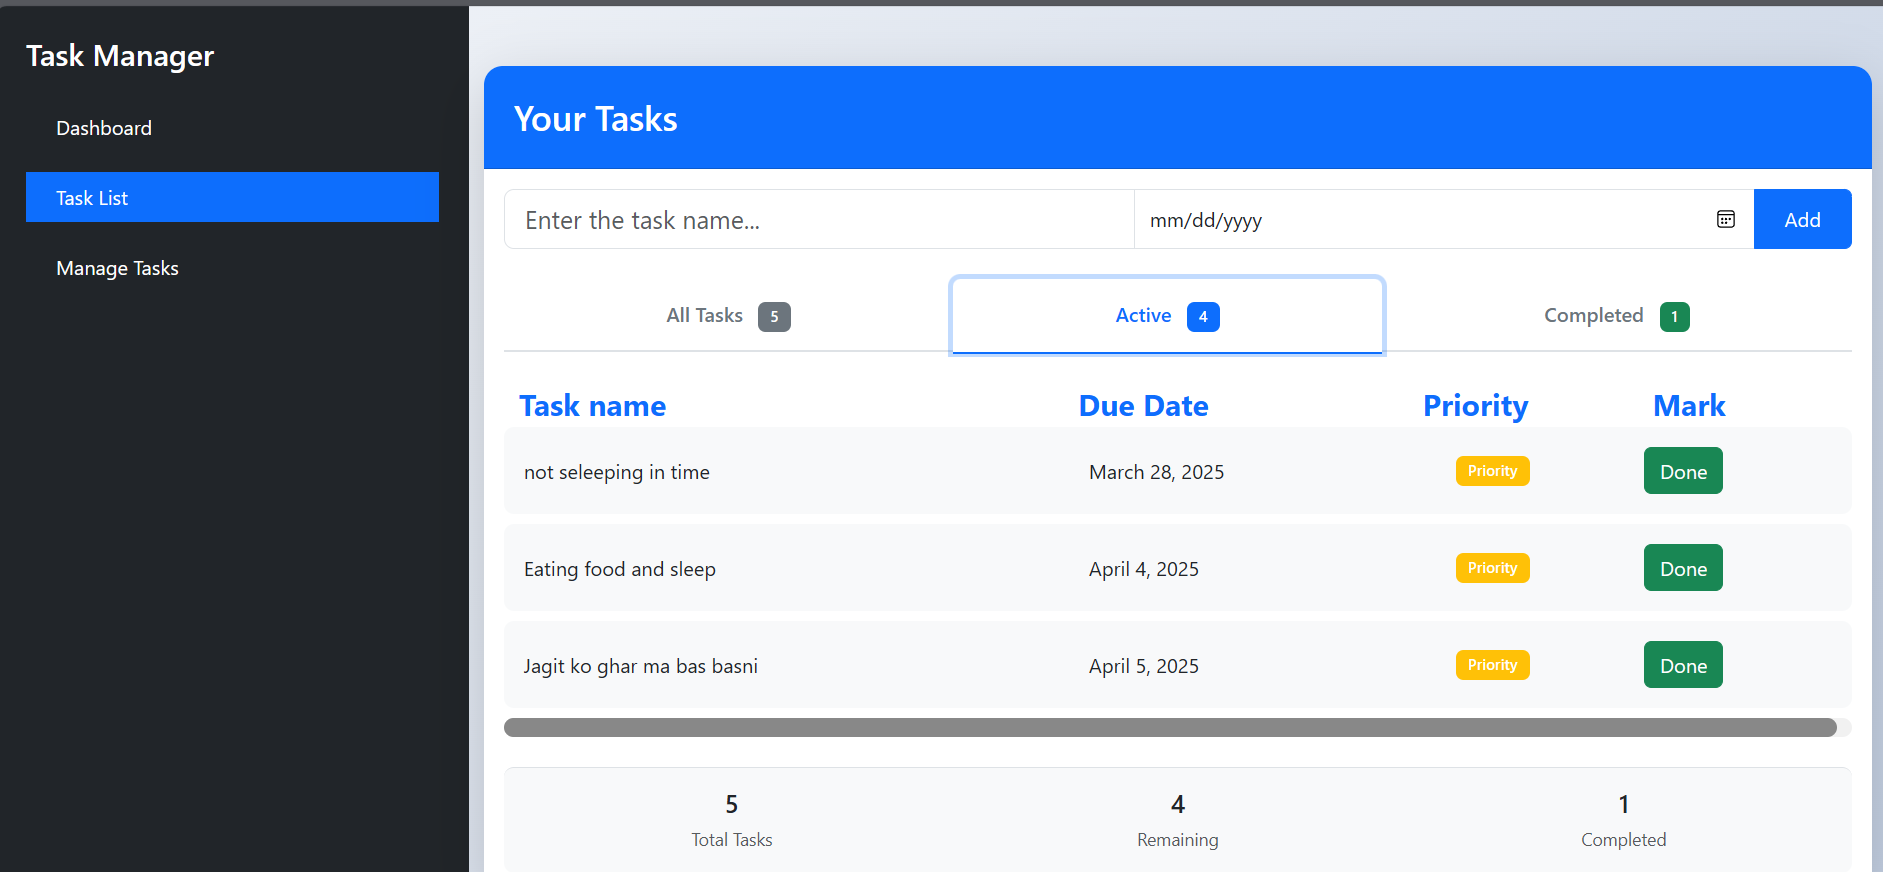 Task Manager
Dashboard
Task List
Manage Tasks
Your Tasks
Enter the task name... mm/dd/yyyy Add
All Tasks 5 Active 4 Completed 1
Task name Due Date Priority Mark
not seleeping in time March 28, 2025 Priority Done
Eating food and sleep April 4, 2025 Priority Done
Jagit ko ghar ma bas basni April 5, 2025 Priority Done
5 4 1
Total Tasks Remaining Completed